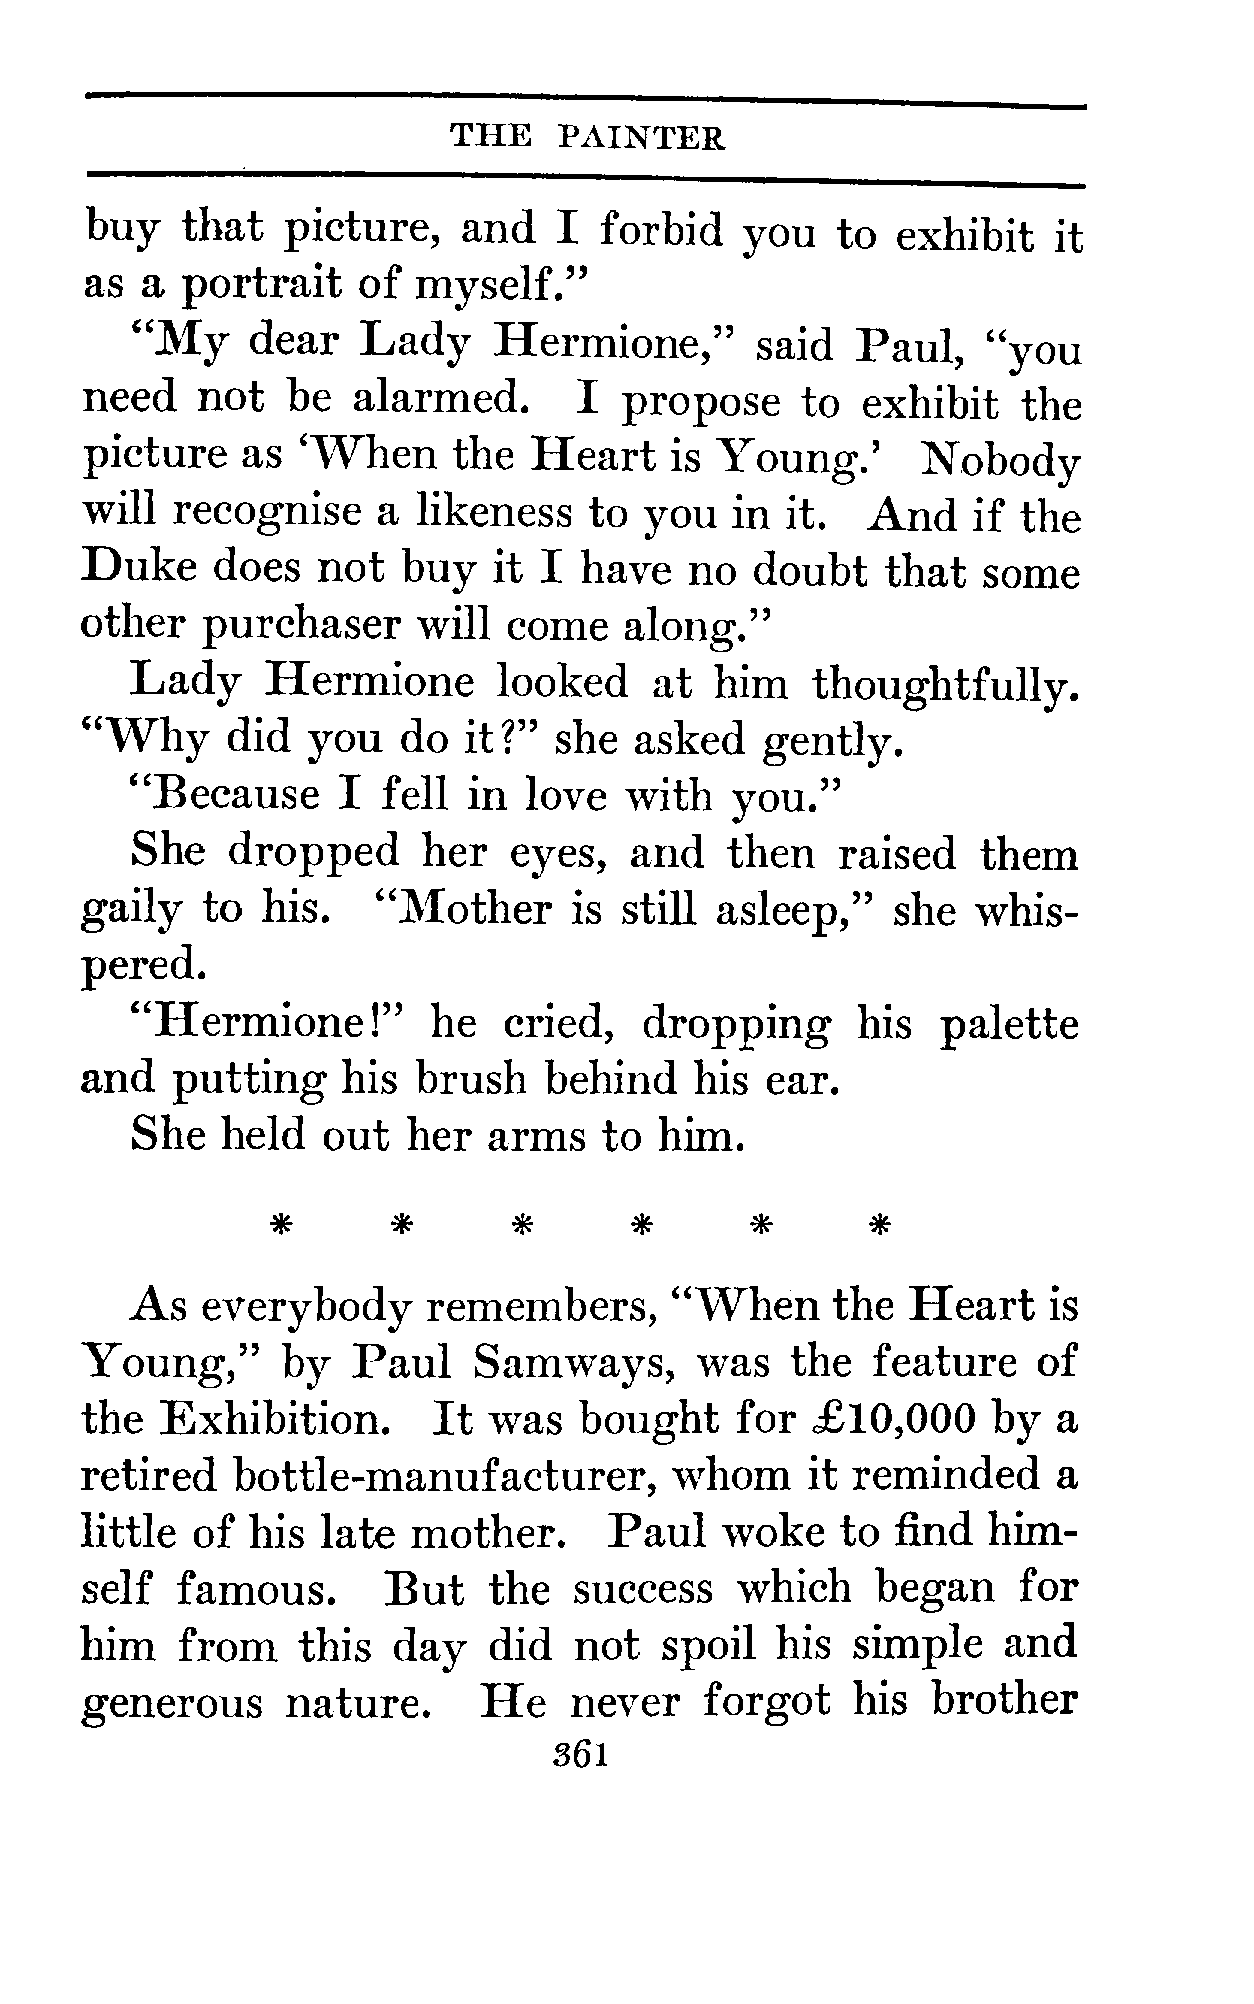 THE PAINTER
buy that picture, and I forbid you to exhibit it
as a portrait of myself.”
“My dear Lady Hermione,” said Paul, “you
need not be alarmed. I propose to exhibit the
picture as ‘When the Heart is Young.’ Nobody
will recognise a likeness to you in it. And if the
Duke does not buy it I have no doubt that some
other purchaser will come along.”
Lady Hermione looked at him thoughtfully.
“Why did you do it?” she asked gently.
“Because I fell in love with you.”
She dropped her eyes, and then raised them
gaily to his. “Mother is still asleep,” she whis-
pered.
“Hermione!” he cried, dropping his palette
and putting his brush behind his ear.
She held out her arms to him.
* * * * * *
As everybody remembers, “When the Heart is
Young,” by Paul Samways, was the feature of
the Exhibition. It was bought for £10,000 by a
retired bottle-manufacturer, whom it reminded a
little of his late mother. Paul woke to find him-
self famous. But the success which began for
him from this day did not spoil his simple and
generous nature. He never forgot his brother
361